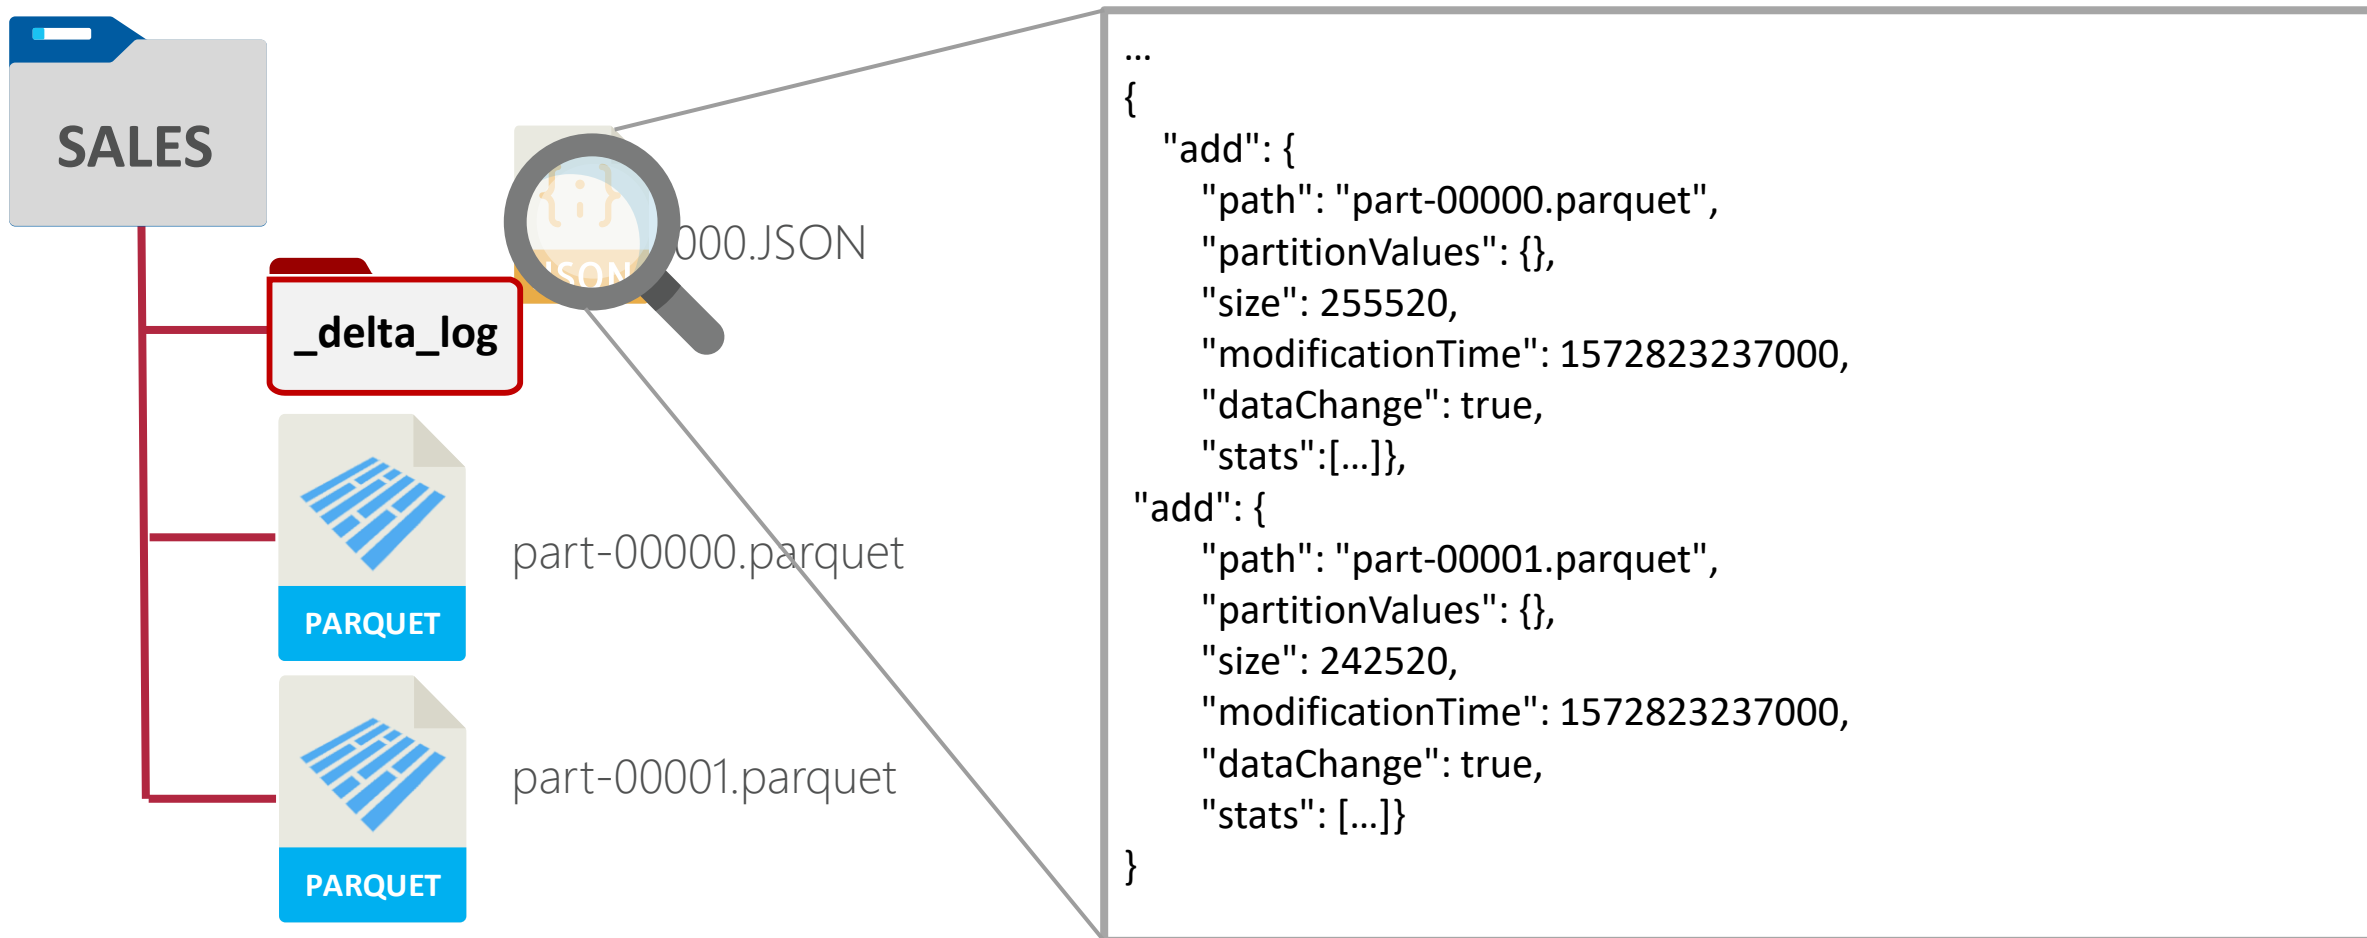 SALES
000.JSON
JSON
_delta_log
part-00000.parquet
PARQUET
part-00001.parquet
PARQUET
...
{
"add": {
"path": "part-00000.parquet",
"partitionValues": {},
"size": 255520,
"modificationTime": 1572823237000,
"dataChange": true,
"stats":[...]},
"add": {
"path": "part-00001.parquet",
"partitionValues": {},
"size": 242520,
"modificationTime": 1572823237000,
"dataChange": true,
"stats": [...]}
}